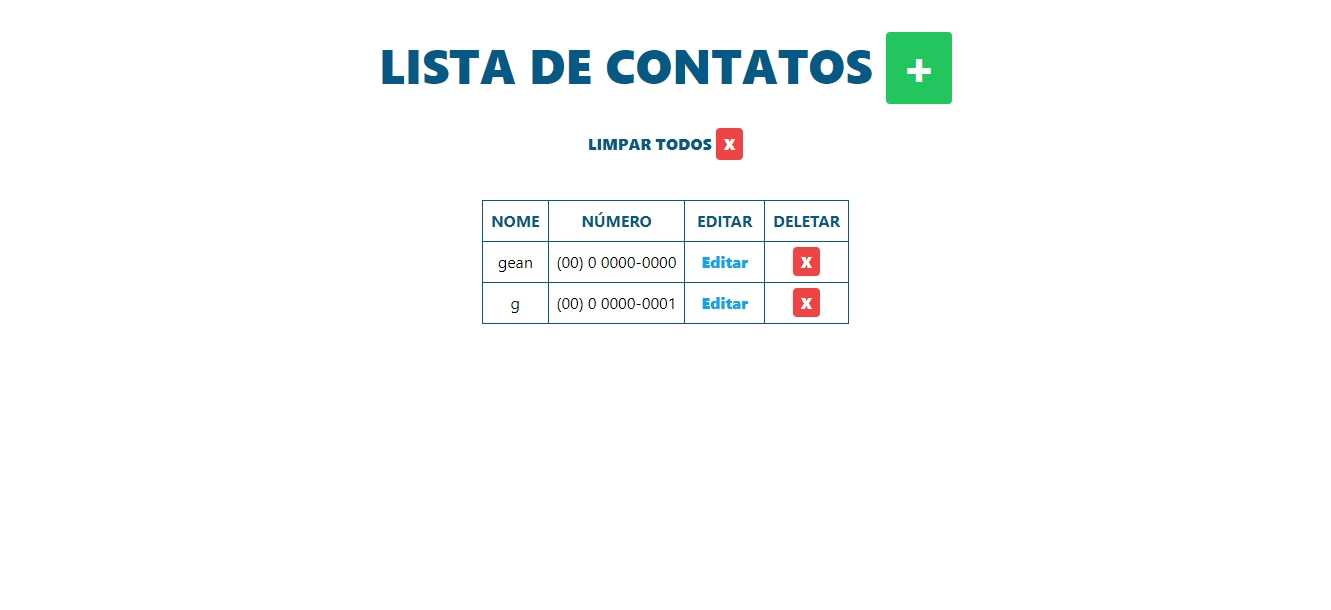 LISTA DE CONTATOS +
LIMPAR TODOS X
NOME NÚMERO EDITAR DELETAR
gean (00) 0 0000-0000 Editar X
g (00) 0 0000-0001 Editar X